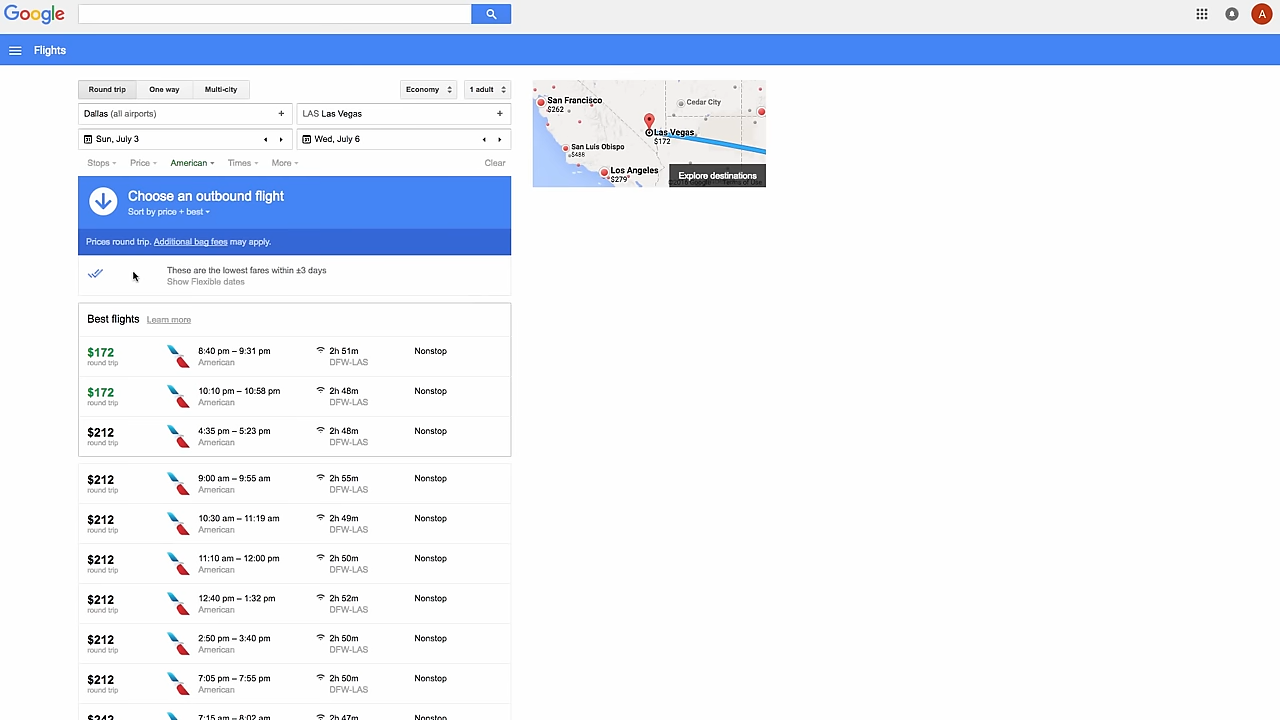 Google
A
Flights
Round trip One way Multi-city Economy 1 adult
Dallas (all airports) + LAS Las Vegas +
Sun, July 3 Wed, July 6
Stops Price American Times More Clear
Choose an outbound flight
Sort by price + best
Prices round trip. Additional bag fees may apply.
These are the lowest fares within ±3 days
Show Flexible dates
Best flights Learn more
$172 8:40 pm – 9:31 pm 2h 51m Nonstop
round trip American DFW-LAS
$172 10:10 pm – 10:58 pm 2h 48m Nonstop
round trip American DFW-LAS
$212 4:35 pm – 5:23 pm 2h 48m Nonstop
round trip American DFW-LAS
$212 9:00 am – 9:55 am 2h 55m Nonstop
round trip American DFW-LAS
$212 10:30 am – 11:19 am 2h 49m Nonstop
round trip American DFW-LAS
$212 11:10 am – 12:00 pm 2h 50m Nonstop
round trip American DFW-LAS
$212 12:40 pm – 1:32 pm 2h 52m Nonstop
round trip American DFW-LAS
$212 2:50 pm – 3:40 pm 2h 50m Nonstop
round trip American DFW-LAS
$212 7:05 pm – 7:55 pm 2h 50m Nonstop
round trip American DFW-LAS
$242 7:15 am – 8:02 am 2h 47m Nonstop
San Francisco
$262
Cedar City
Las Vegas
$172
San Luis Obispo
$488
Los Angeles
$279
Explore destinations